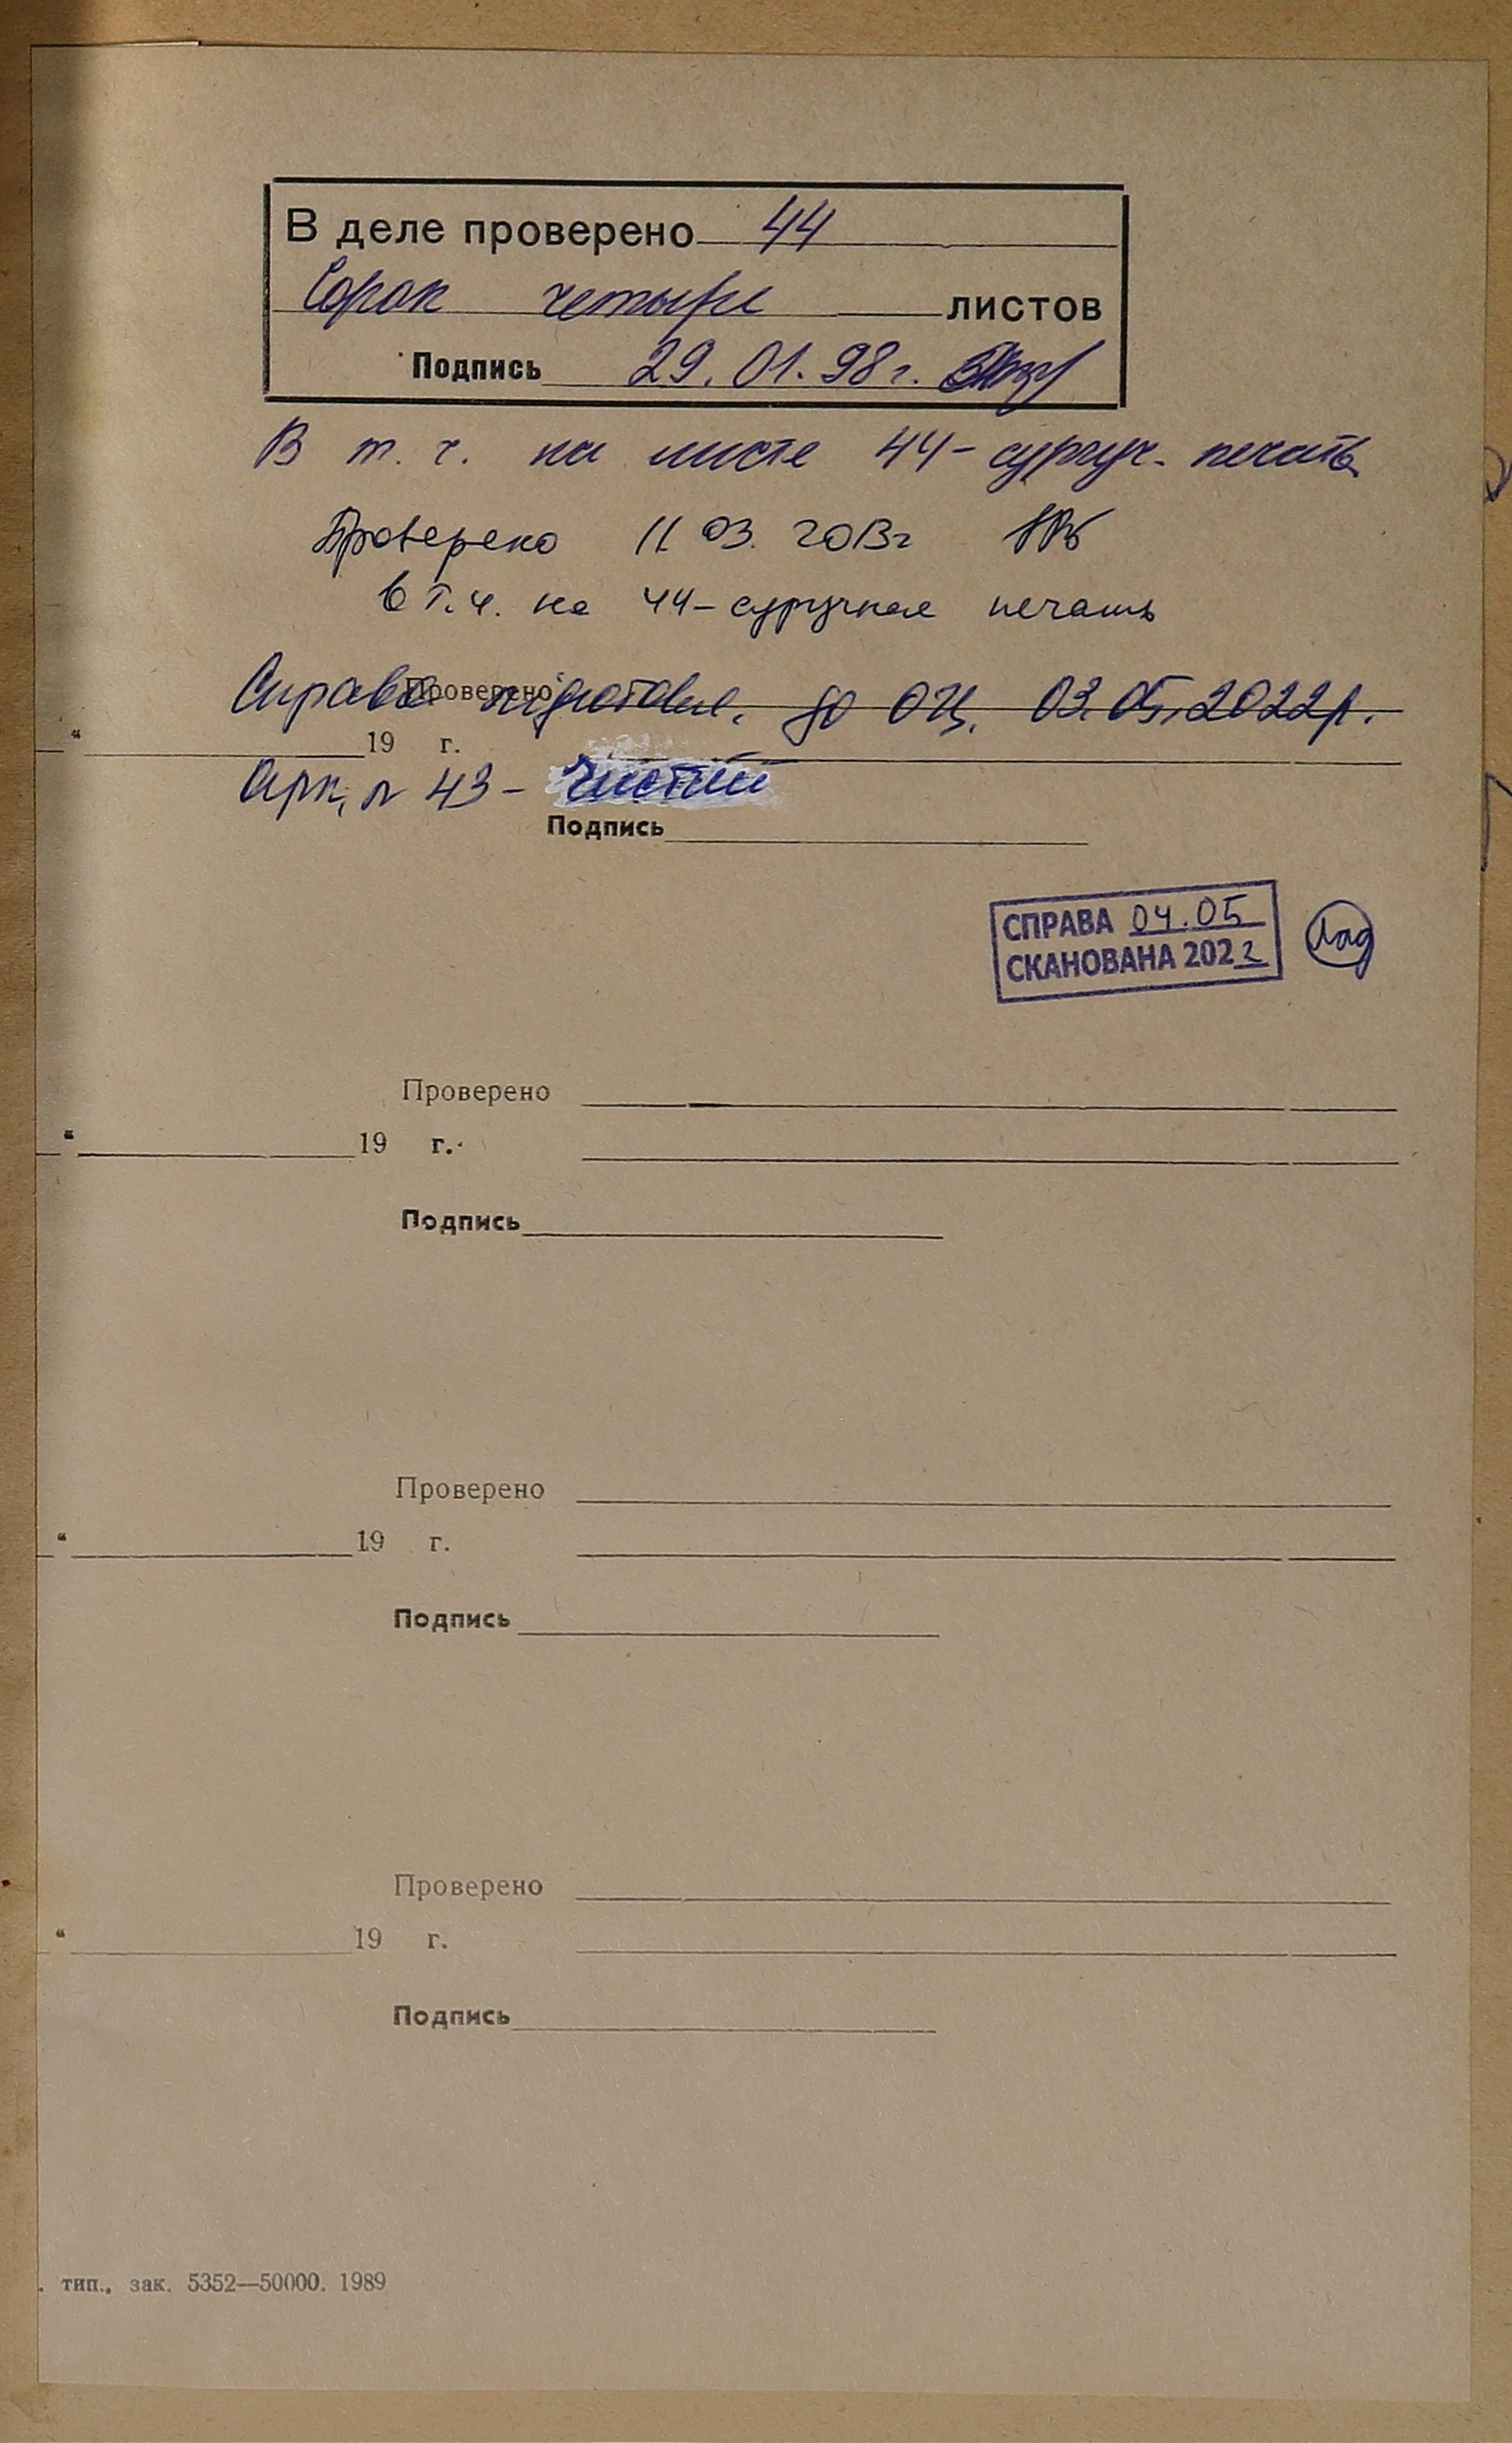 В деле проверено 44
Сорок четыре листов
Подпись 29.01.98 г.
В т. ч. на листе 44 - сургуч. печать
Проверено 11 03. 2013г
в т.ч. на 44 - сургучная печать
Проверено
Справа підготовл. до ОЦ. 03.05.2022р.
" 19 г.
Арк. № 43 - чистий
Подпись
СПРАВА 04.05
СКАНОВАНА 2022
Проверено
" 19 г.
Подпись
Проверено
" 19 г.
Подпись
Проверено
" 19 г.
Подпись
. тип., зак. 5352—50000. 1989